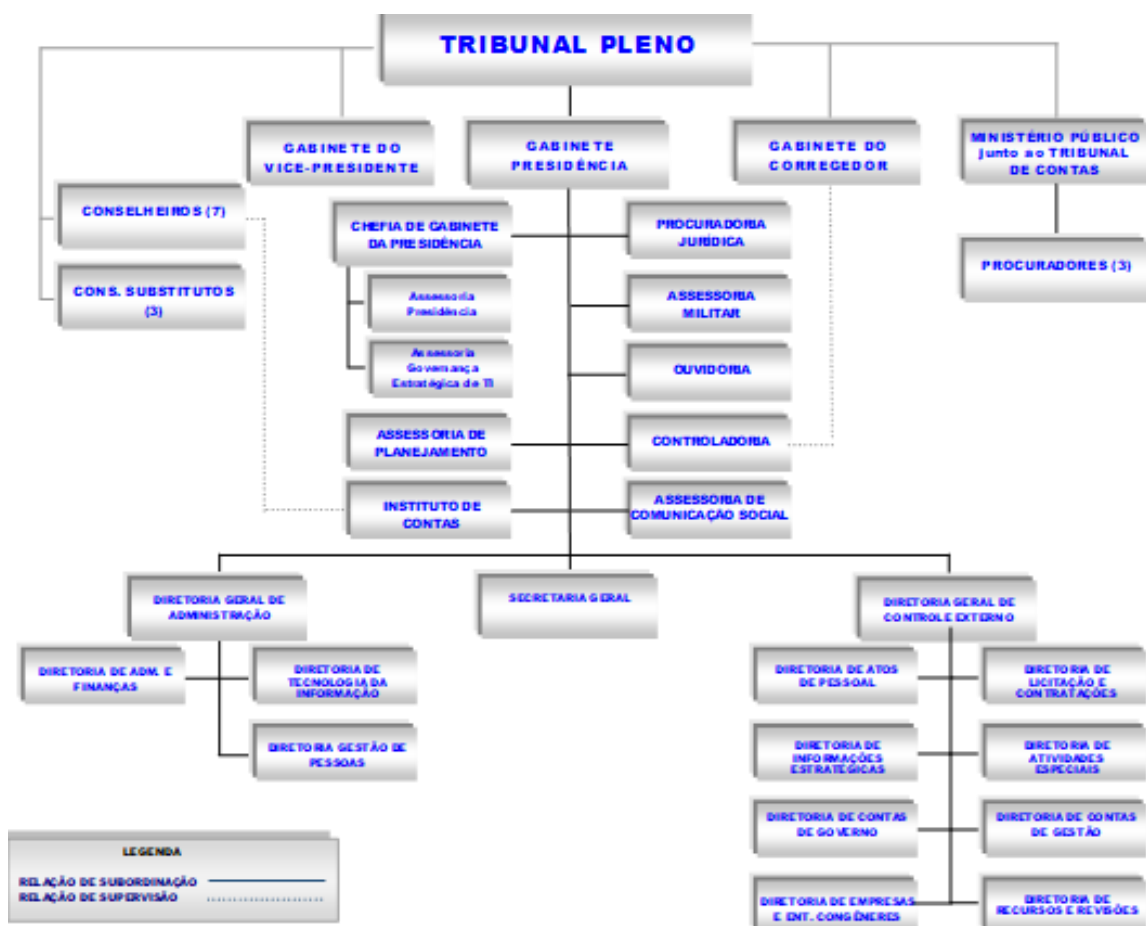 TRIBUNAL PLENO
GABINETE DO
VICE-PRESIDENTE
GABINETE
PRESIDÊNCIA
GABINETE DO
CORREGEDOR
MINISTÉRIO PÚBLICO
junto ao TRIBUNAL
DE CONTAS
CONSELHEIROS (7)
CONS. SUBSTITUTOS
(3)
CHEFIA DE GABINETE
DA PRESIDÊNCIA
PROCURADORIA
JURÍDICA
PROCURADORES (3)
Assessoria
Presidência
ASSESSORIA
MILITAR
Assessoria
Governança
Estratégica de TI
OUVIDORIA
ASSESSORIA DE
PLANEJAMENTO
CONTROLADORIA
INSTITUTO DE
CONTAS
ASSESSORIA DE
COMUNICAÇÃO SOCIAL
DIRETORIA GERAL DE
ADMINISTRAÇÃO
SECRETARIA GERAL
DIRETORIA GERAL DE
CONTROLE EXTERNO
DIRETORIA DE ADM. E
FINANÇAS
DIRETORIA DE
TECNOLOGIA DA
INFORMAÇÃO
DIRETORIA GESTÃO DE
PESSOAS
DIRETORIA DE ATOS
DE PESSOAL
DIRETORIA DE
LICITAÇÃO E
CONTRATAÇÕES
DIRETORIA DE
INFORMAÇÕES
ESTRATÉGICAS
DIRETORIA DE
ATIVIDADES
ESPECIAIS
DIRETORIA DE CONTAS
DE GOVERNO
DIRETORIA DE CONTAS
DE GESTÃO
DIRETORIA DE EMPRESAS
E ENT. CONGÊNERES
DIRETORIA DE
RECURSOS E REVISÕES
LEGENDA
RELAÇÃO DE SUBORDINAÇÃO
RELAÇÃO DE SUPERVISÃO